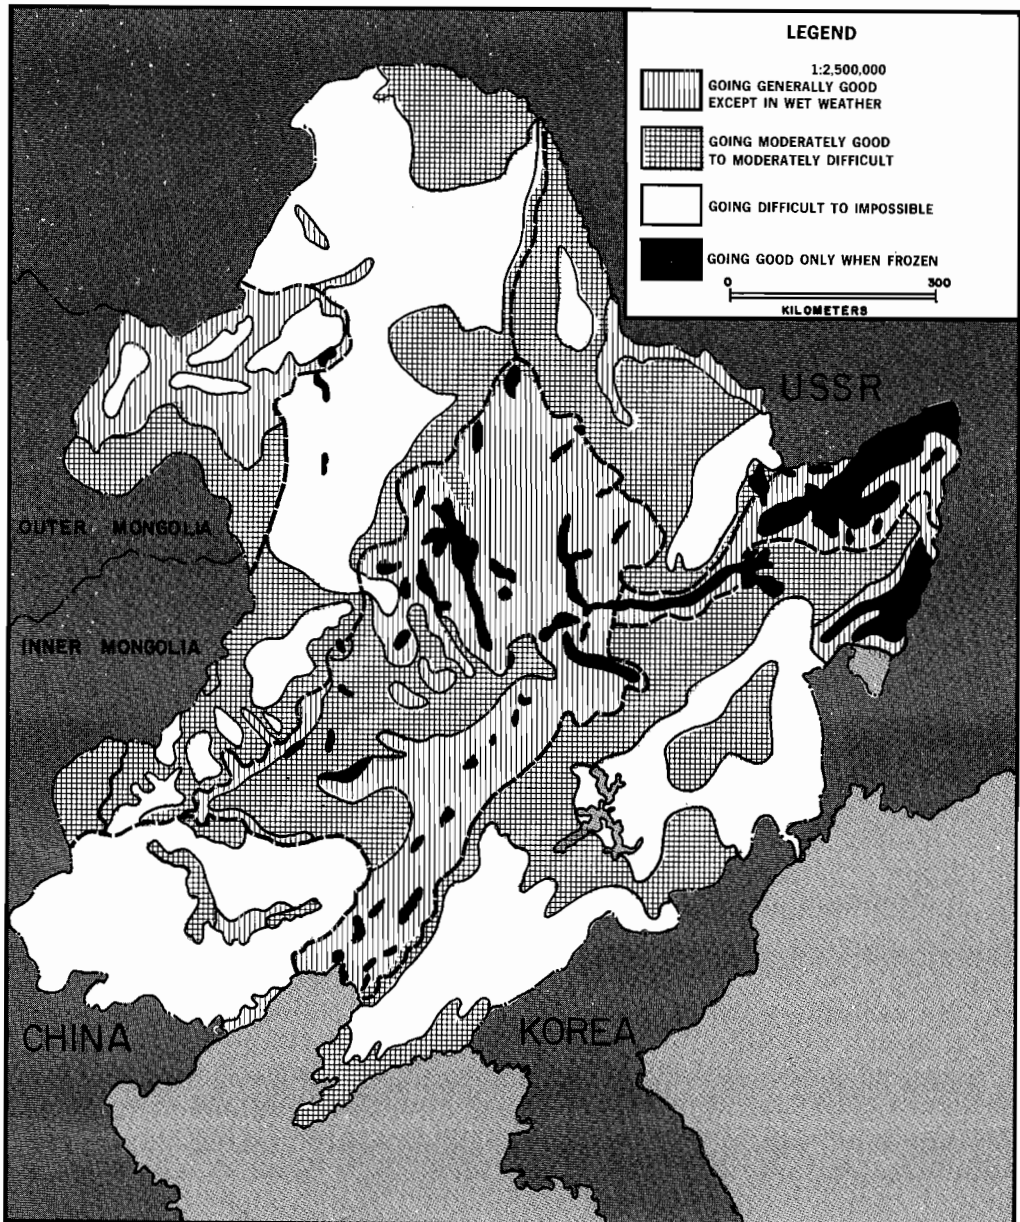 LEGEND
1:2,500,000
GOING GENERALLY GOOD
EXCEPT IN WET WEATHER
GOING MODERATELY GOOD
TO MODERATELY DIFFICULT
GOING DIFFICULT TO IMPOSSIBLE
GOING GOOD ONLY WHEN FROZEN
0 300
KILOMETERS
USSR
OUTER MONGOLIA
INNER MONGOLIA
CHINA
KOREA